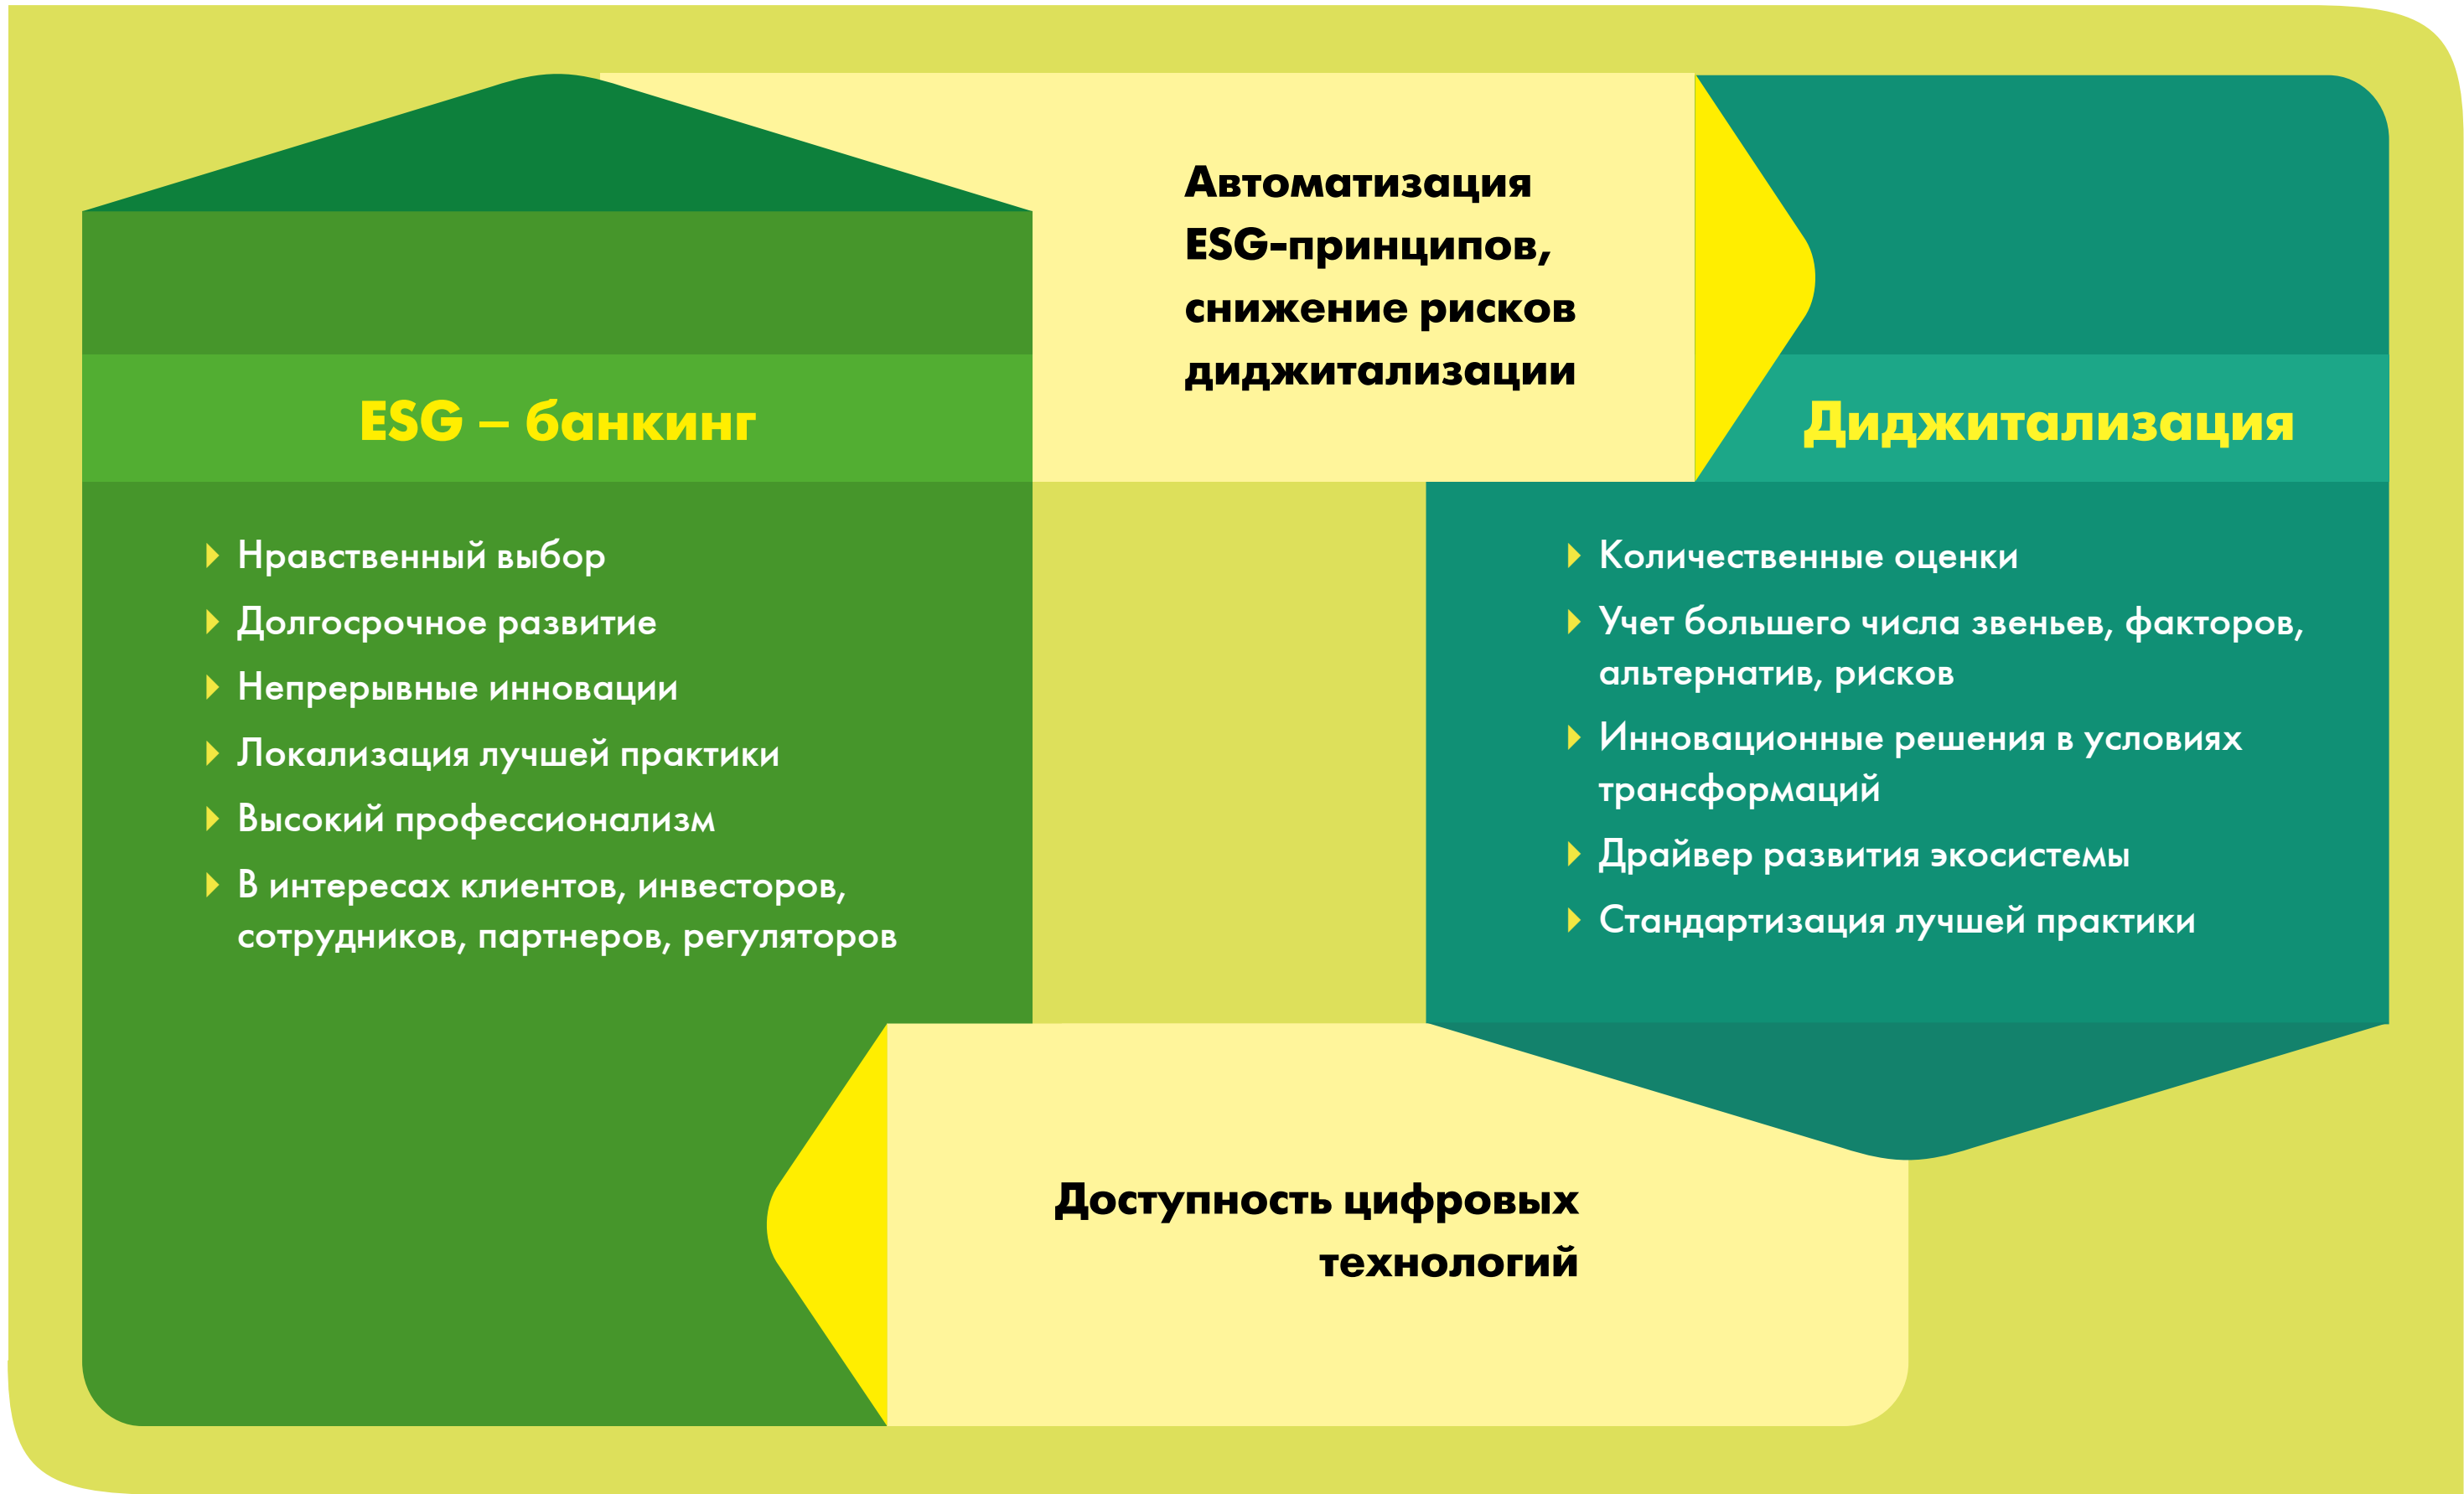 Автоматизация
ESG-принципов,
снижение рисков
диджитализации
ESG – банкинг
Нравственный выбор
Долгосрочное развитие
Непрерывные инновации
Локализация лучшей практики
Высокий профессионализм
В интересах клиентов, инвесторов,
сотрудников, партнеров, регуляторов
Диджитализация
Количественные оценки
Учет большего числа звеньев, факторов,
альтернатив, рисков
Инновационные решения в условиях
трансформаций
Драйвер развития экосистемы
Стандартизация лучшей практики
Доступность цифровых
технологий